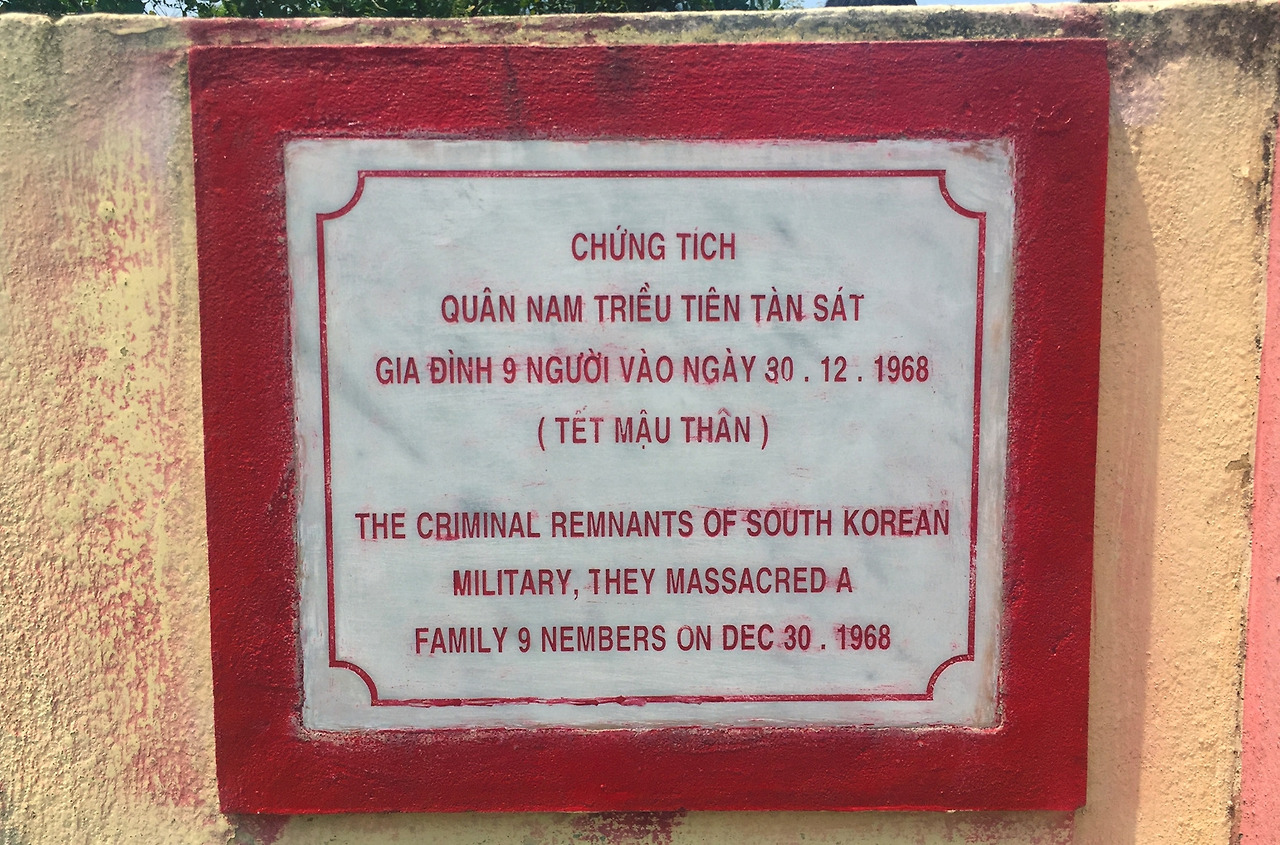 CHỨNG TÍCH
QUÂN NAM TRIỀU TIÊN TÀN SÁT
GIA ĐÌNH 9 NGƯỜI VÀO NGÀY 30 . 12 . 1968
( TẾT MẬU THÂN )
THE CRIMINAL REMNANTS OF SOUTH KOREAN
MILITARY, THEY MASSACRED A
FAMILY 9 NEMBERS ON DEC 30 . 1968